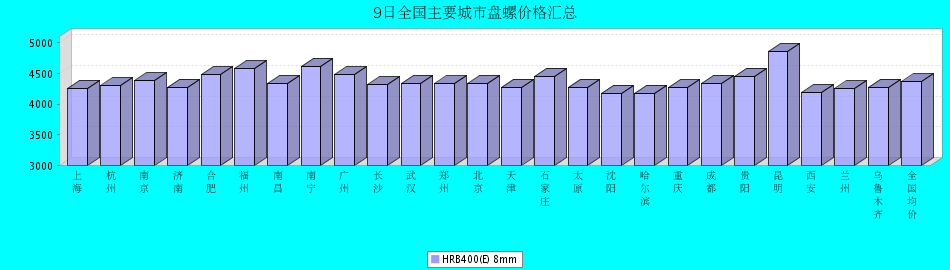 9日全国主要城市盘螺价格汇总
5000
4500
4000
3500
3000
上海
杭州
南京
济南
合肥
福州
南昌
南宁
广州
长沙
武汉
郑州
北京
天津
石家庄
太原
沈阳
哈尔滨
重庆
成都
贵阳
昆明
西安
兰州
乌鲁木齐
全国均价
HRB400(E) 8mm